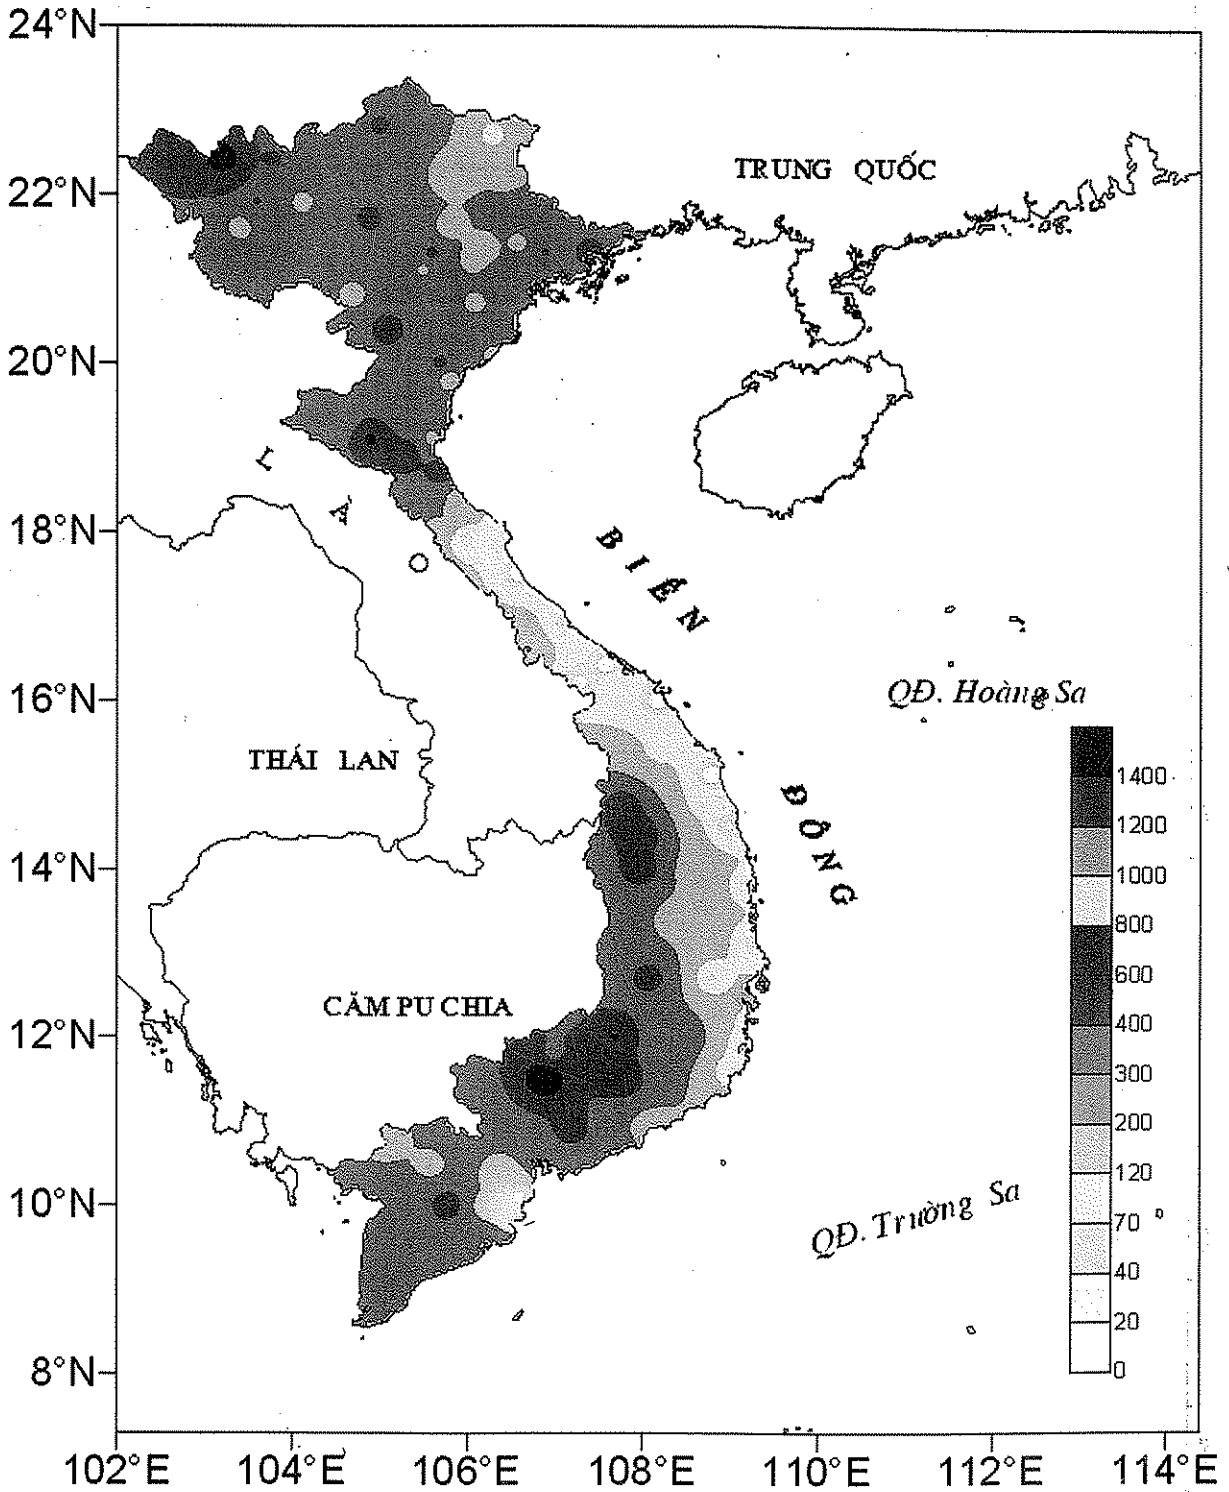 24°N
22°N
20°N
18°N
16°N
14°N
12°N
10°N
8°N
102°E 104°E 106°E 108°E 110°E 112°E 114°E
TRUNG QUỐC
L A O
BIỂN
ĐÔNG
QĐ. Hoàng Sa
THÁI LAN
CĂM PU CHIA
QĐ. Trường Sa
1400
1200
1000
800
600
400
300
200
120
70
40
20
0